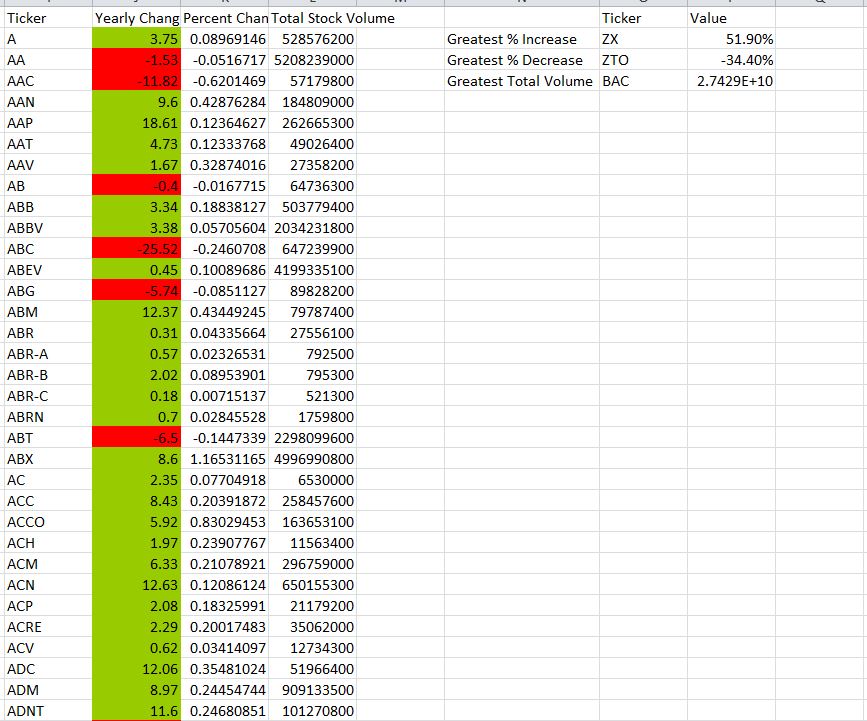 Ticker Yearly Chang Percent Chan Total Stock Volume Ticker Value
A 3.75 0.08969146 528576200 Greatest % Increase ZX 51.90%
AA -1.53 -0.0516717 5208239000 Greatest % Decrease ZTO -34.40%
AAC -11.82 -0.6201469 57179800 Greatest Total Volume BAC 2.7429E+10
AAN 9.6 0.42876284 184809000
AAP 18.61 0.12364627 262665300
AAT 4.73 0.12333768 49026400
AAV 1.67 0.32874016 27358200
AB -0.4 -0.0167715 64736300
ABB 3.34 0.18838127 503779400
ABBV 3.38 0.05705604 2034231800
ABC -25.52 -0.2460708 647239900
ABEV 0.45 0.10089686 4199335100
ABG -5.74 -0.0851127 89828200
ABM 12.37 0.43449245 79787400
ABR 0.31 0.04335664 27556100
ABR-A 0.57 0.02326531 792500
ABR-B 2.02 0.08953901 795300
ABR-C 0.18 0.00715137 521300
ABRN 0.7 0.02845528 1759800
ABT -6.5 -0.1447339 2298099600
ABX 8.6 1.16531165 4996990800
AC 2.35 0.07704918 6530000
ACC 8.43 0.20391872 258457600
ACCO 5.92 0.83029453 163653100
ACH 1.97 0.23907767 11563400
ACM 6.33 0.21078921 296759000
ACN 12.63 0.12086124 650155300
ACP 2.08 0.18325991 21179200
ACRE 2.29 0.20017483 35062000
ACV 0.62 0.03414097 12734300
ADC 12.06 0.35481024 51966400
ADM 8.97 0.24454744 909133500
ADNT 11.6 0.24680851 101270800